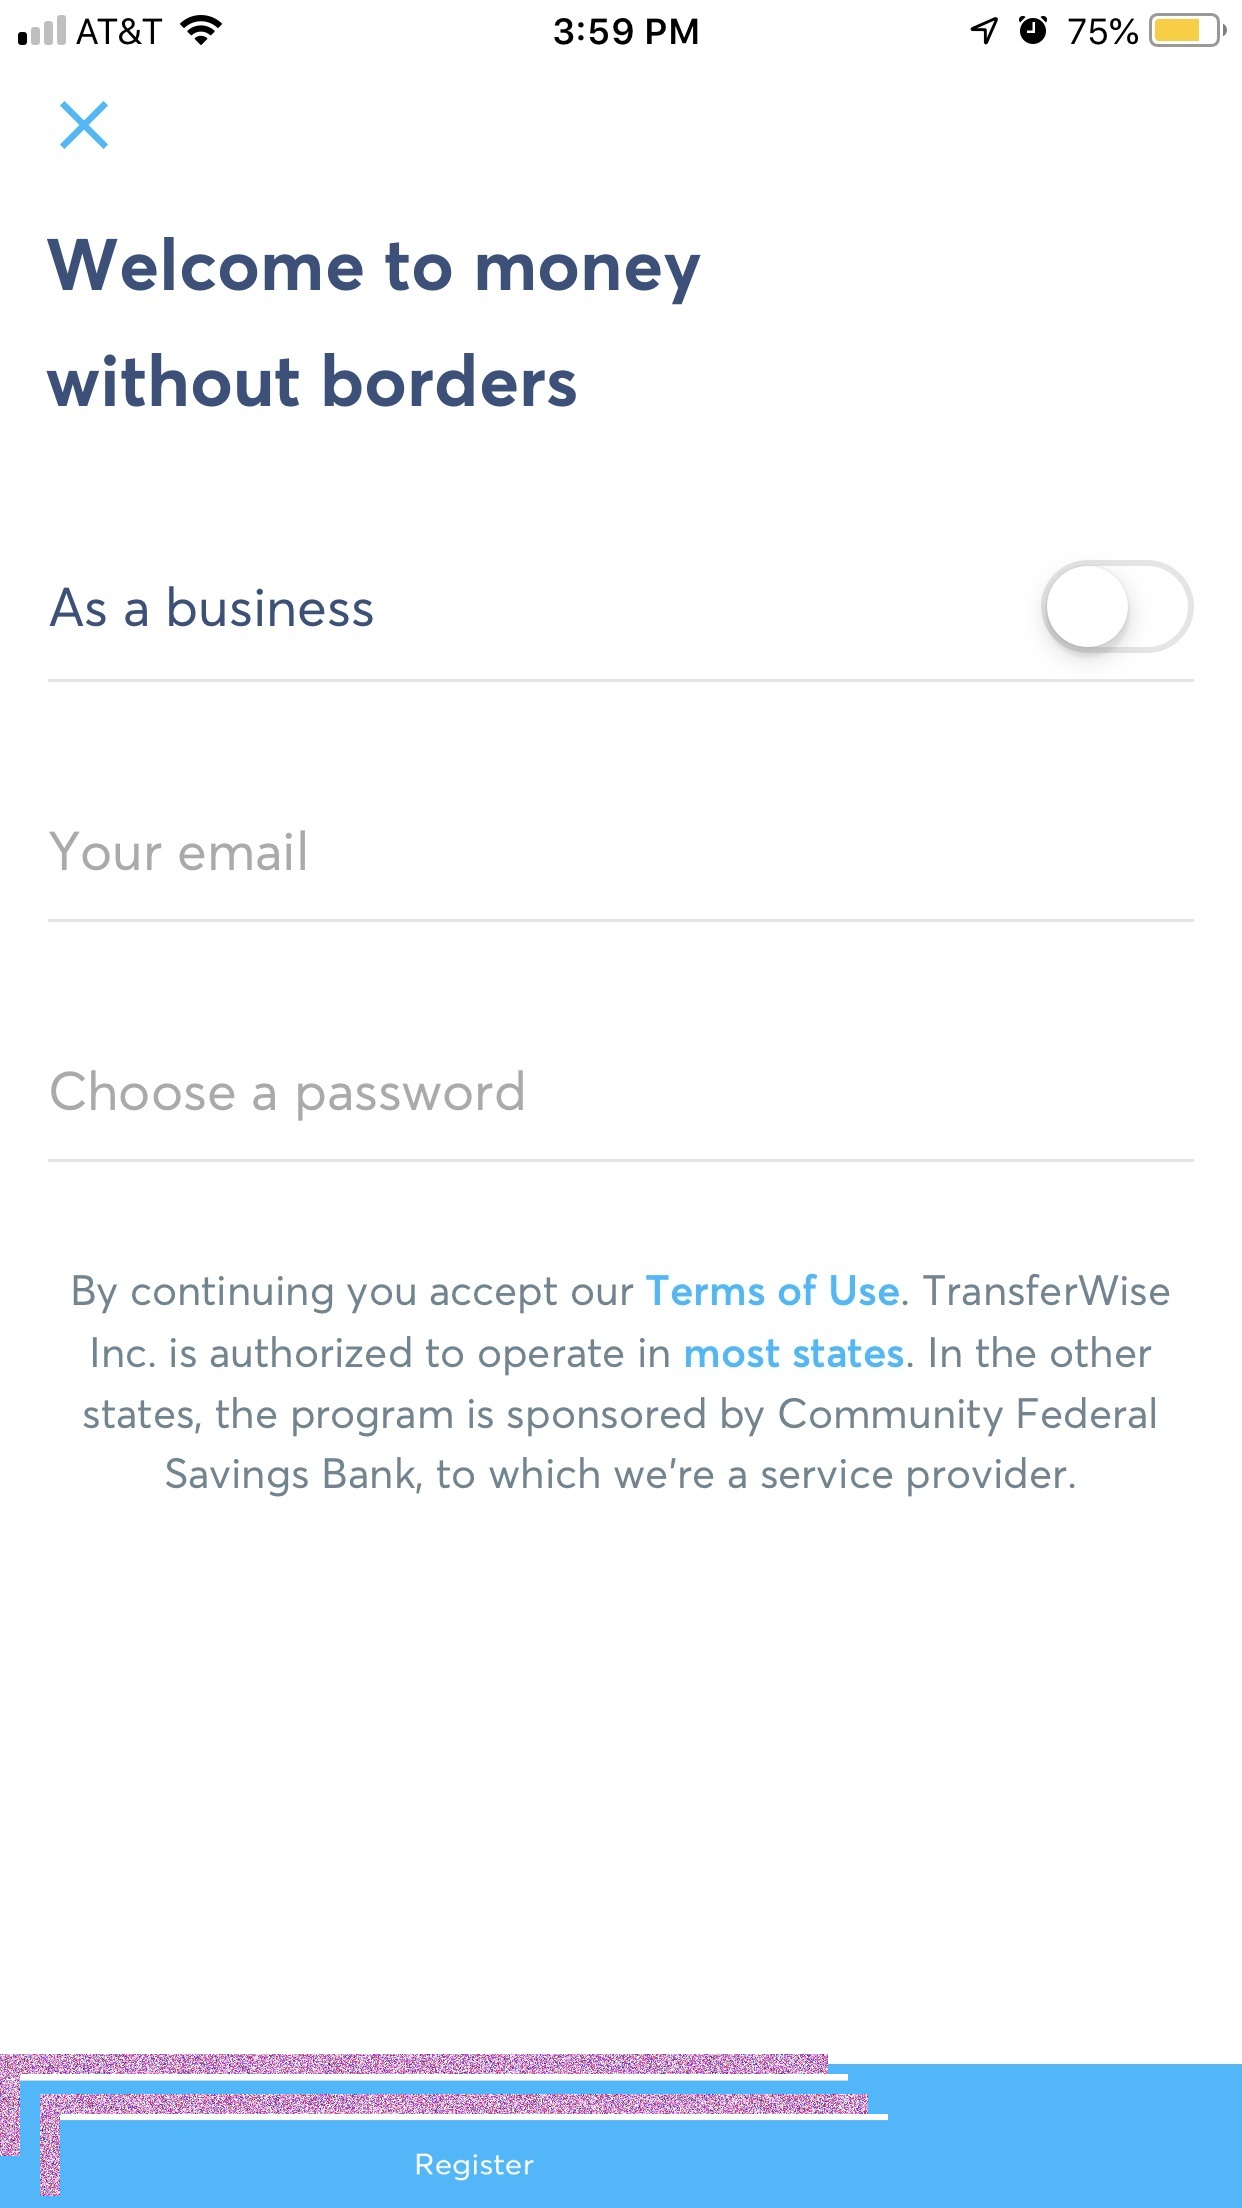 AT&T 3:59 PM 75%
Welcome to money
without borders
As a business
Your email
Choose a password
By continuing you accept our Terms of Use. TransferWise
Inc. is authorized to operate in most states. In the other
states, the program is sponsored by Community Federal
Savings Bank, to which we're a service provider.
Register